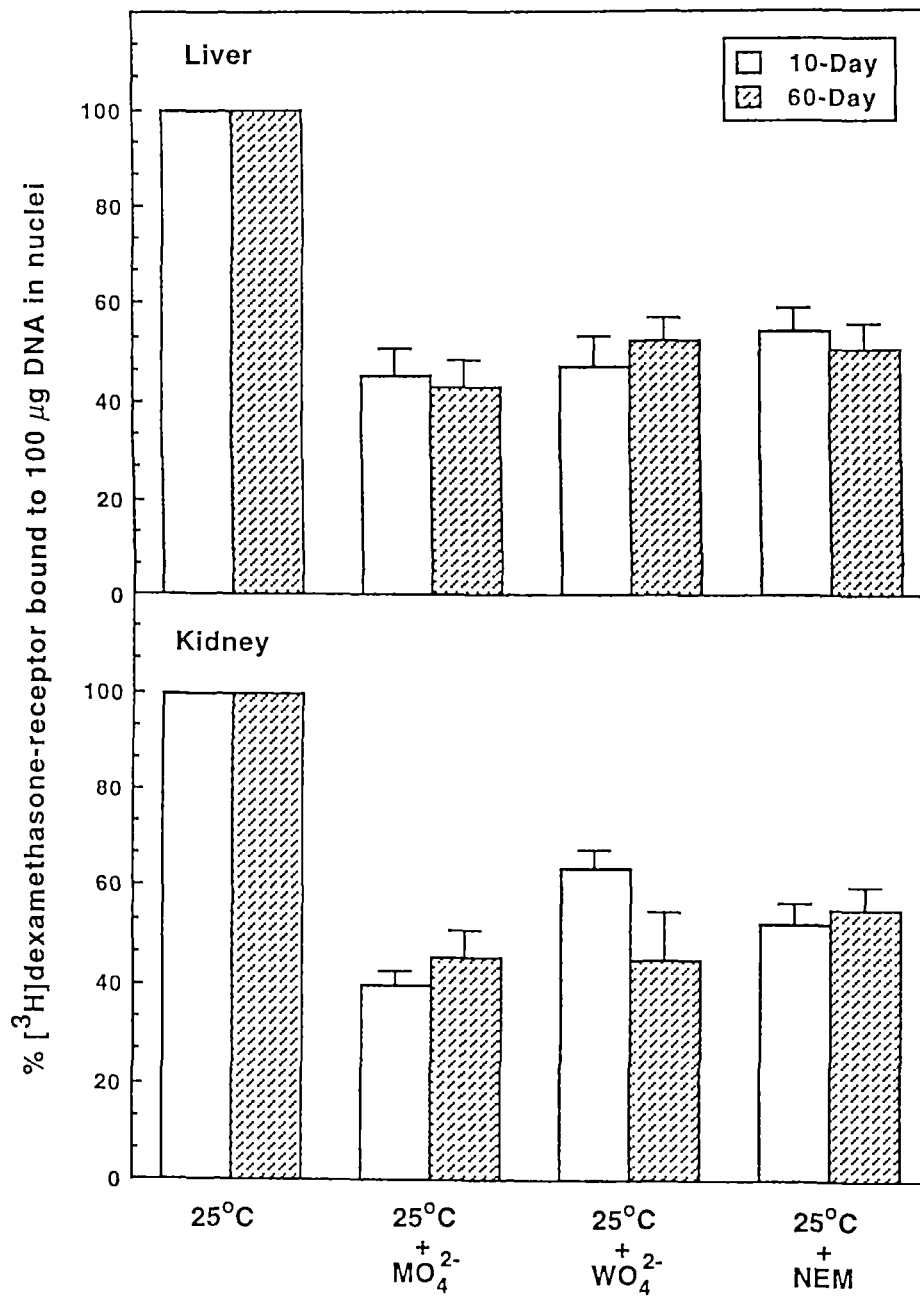 Liver
10-Day
60-Day
100
80
60
40
20
0
Kidney
100
80
60
40
20
0
% [³H]dexamethasone-receptor bound to 100 µg DNA in nuclei
25°C
25°C
+
MO₄²⁻
25°C
+
WO₄²⁻
25°C
+
NEM